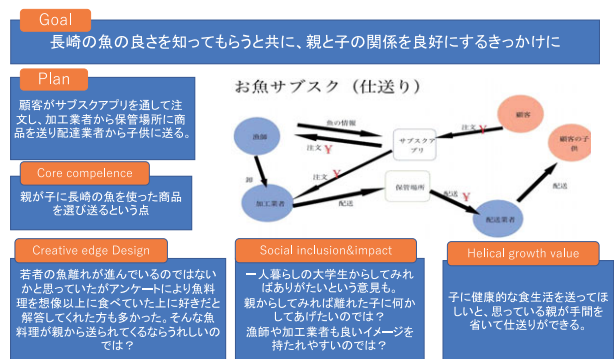 Goal
長崎の魚の良さを知ってもらうと共に、親と子の関係を良好にするきっかけに
Plan
顧客がサブスクアプリを通して注
文し、加工業者から保管場所に商
品を送り配達業者から子供に送る。
Core compelence
親が子に長崎の魚を使った商品
を選び送るという点
お魚サブスク（仕送り）
漁師
魚の情報
注文 ¥
サブスクア
プリ
注文 ¥
顧客
顧客の子
供
卸
注文 ¥
加工業者
配送
保管場所
配送 ¥
配送業者
配送
Creative edge Design
若者の魚離れが進んでいるのではない
かと思っていたがアンケートにより魚料
理を想像以上に食べていた上に好きだと
解答してくれた方も多かった。そんな魚
料理が親から送られてくるならうれしいので
は？
Social inclusion&impact
一人暮らしの大学生からしてみれ
ばありがたいという意見も。
親からしてみれば離れた子に何かし
てあげたいのでは？
漁師や加工業者も良いイメージを
持たれやすいのでは？
Helical growth value
子に健康的な食生活を送ってほ
しいと、思っている親が手間を
省いて仕送りができる。